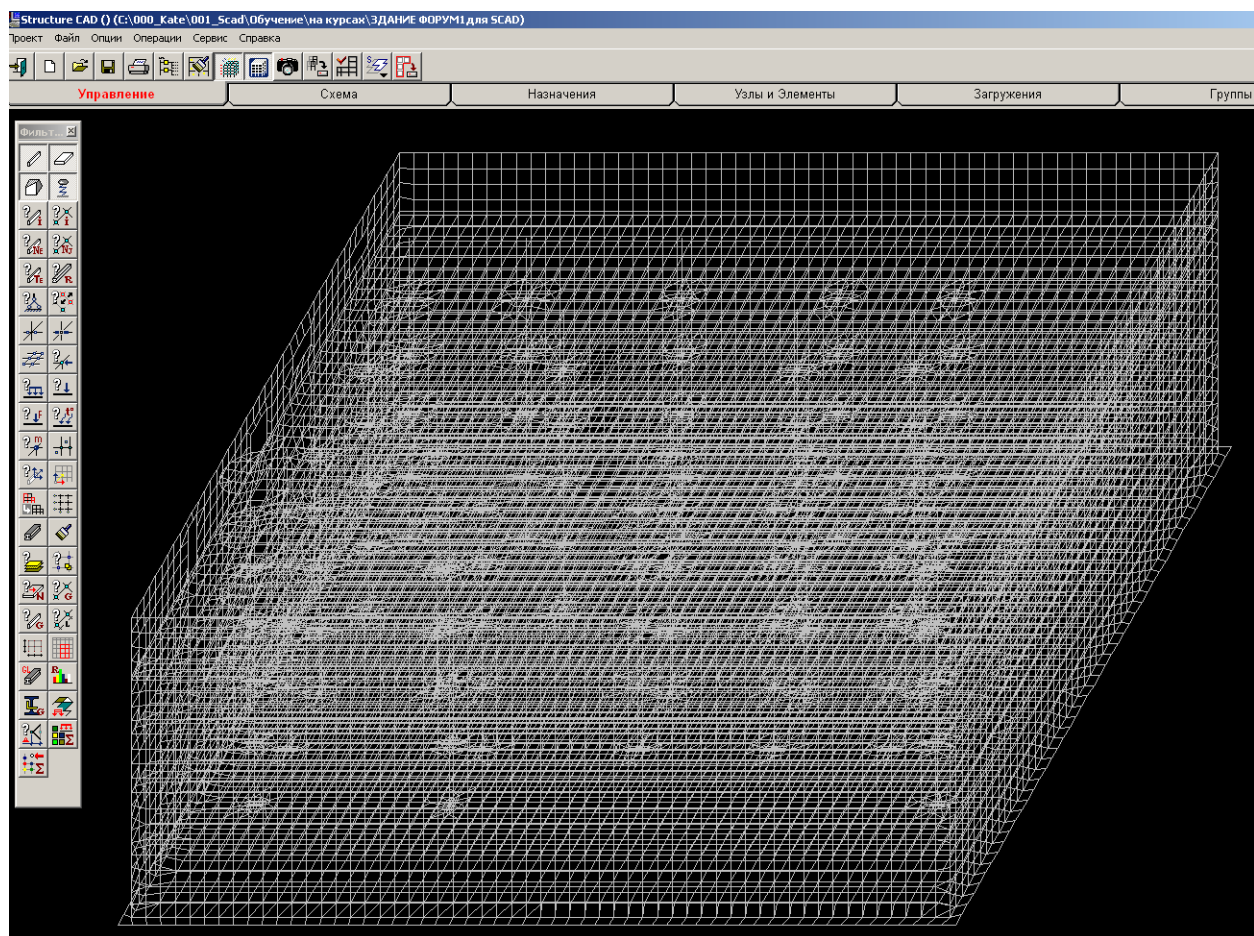 Structure CAD () (C:\000_Kate\001_Scad\Обучение\на курсах\ЗДАНИЕ ФОРУМ1для SCAD)
Проект Файл Опции Операции Сервис Справка
Управление Схема Назначения Узлы и Элементы Загружения Группы
Фильт...